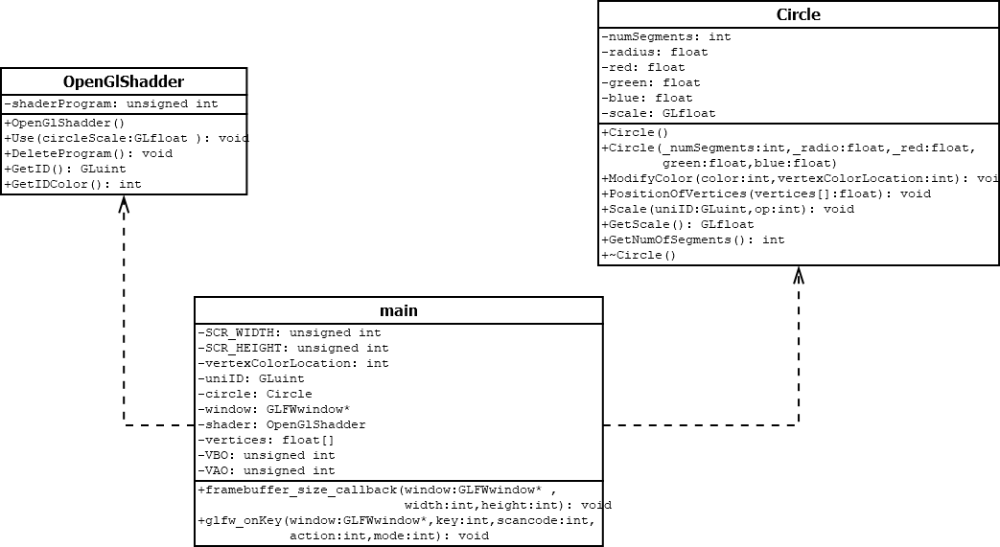 OpenGlShadder
-shaderProgram: unsigned int
+OpenGlShadder()
+Use(circleScale:GLfloat ): void
+DeleteProgram(): void
+GetID(): GLuint
+GetIDColor(): int
Circle
-numSegments: int
-radius: float
-red: float
-green: float
-blue: float
-scale: GLfloat
+Circle()
+Circle(_numSegments:int,_radio:float,_red:float,
green:float,blue:float)
+ModifyColor(color:int,vertexColorLocation:int): voi
+PositionOfVertices(vertices[]:float): void
+Scale(uniID:GLuint,op:int): void
+GetScale(): GLfloat
+GetNumOfSegments(): int
+~Circle()
main
-SCR_WIDTH: unsigned int
-SCR_HEIGHT: unsigned int
-vertexColorLocation: int
-uniID: GLuint
-circle: Circle
-window: GLFWwindow*
-shader: OpenGlShadder
-vertices: float[]
-VBO: unsigned int
-VAO: unsigned int
+framebuffer_size_callback(window:GLFWwindow* ,
width:int,height:int): void
+glfw_onKey(window:GLFWwindow*,key:int,scancode:int,
action:int,mode:int): void